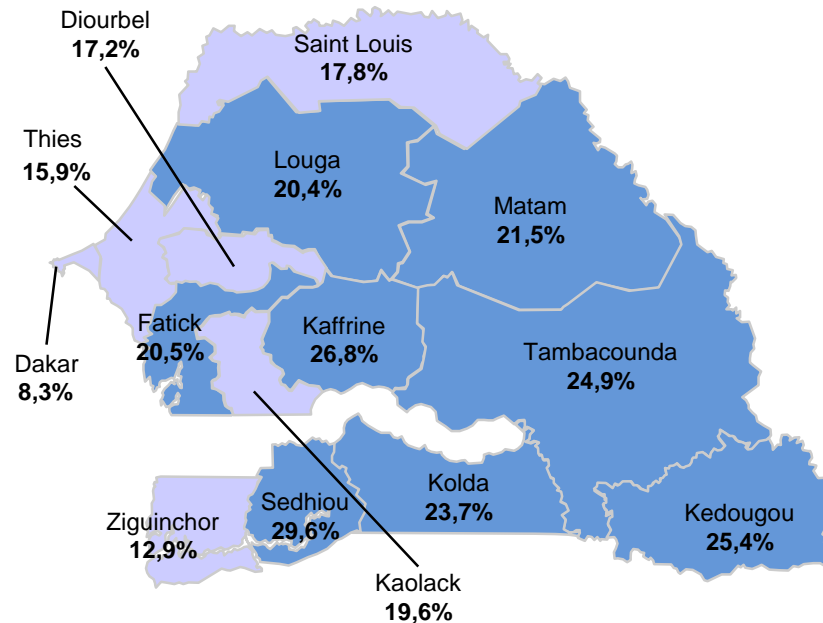 Diourbel
17,2%
Saint Louis
17,8%
Thies
15,9%
Louga
20,4%
Matam
21,5%
Fatick
20,5%
Kaffrine
26,8%
Tambacounda
24,9%
Dakar
8,3%
Kolda
23,7%
Sedhiou
29,6%
Ziguinchor
12,9%
Kedougou
25,4%
Kaolack
19,6%